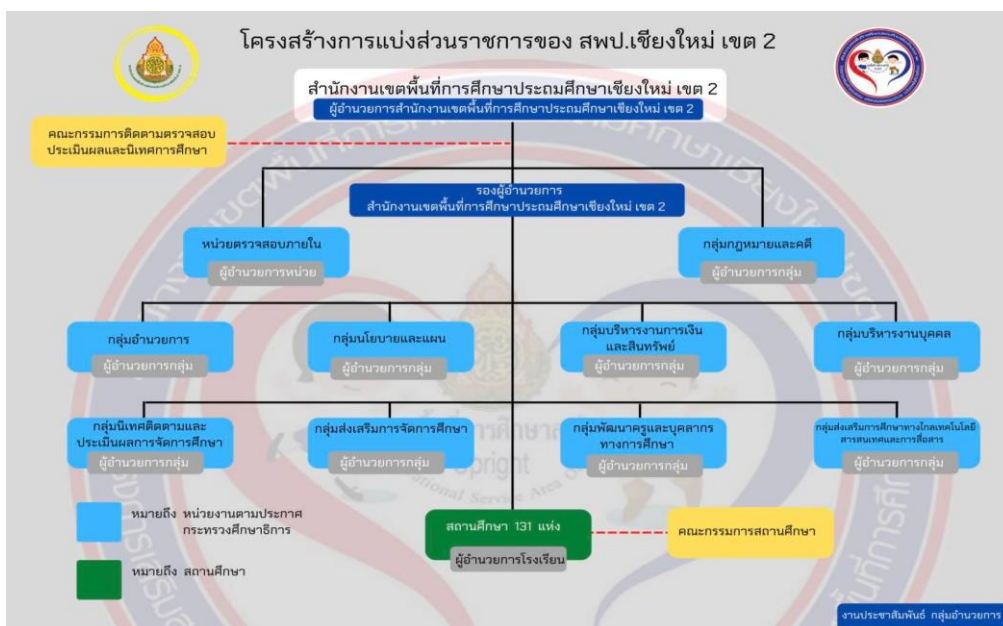 โครงสร้างการแบ่งส่วนราชการของ สพป.เชียงใหม่ เขต 2
สำนักงานเขตพื้นที่การศึกษาประถมศึกษาเชียงใหม่ เขต 2
ผู้อำนวยการสำนักงานเขตพื้นที่การศึกษาประถมศึกษาเชียงใหม่ เขต 2
คณะกรรมการติดตามตรวจสอบ
ประเมินผลและนิเทศการศึกษา
รองผู้อำนวยการ
สำนักงานเขตพื้นที่การศึกษาประถมศึกษาเชียงใหม่ เขต 2
หน่วยตรวจสอบภายใน
ผู้อำนวยการหน่วย
กลุ่มกฎหมายและคดี
ผู้อำนวยการกลุ่ม
กลุ่มอำนวยการ
ผู้อำนวยการกลุ่ม
กลุ่มนโยบายและแผน
ผู้อำนวยการกลุ่ม
กลุ่มบริหารงานการเงิน
และสินทรัพย์
ผู้อำนวยการกลุ่ม
กลุ่มบริหารงานบุคคล
ผู้อำนวยการกลุ่ม
กลุ่มนิเทศติดตามและ
ประเมินผลการจัดการศึกษา
ผู้อำนวยการกลุ่ม
กลุ่มส่งเสริมการจัดการศึกษา
ผู้อำนวยการกลุ่ม
กลุ่มพัฒนาครูและบุคลากร
ทางการศึกษา
ผู้อำนวยการกลุ่ม
กลุ่มส่งเสริมการศึกษาทางไกลเทคโนโลยี
สารสนเทศและการสื่อสาร
ผู้อำนวยการกลุ่ม
หมายถึง หน่วยงานตามประกาศ
กระทรวงศึกษาธิการ
หมายถึง สถานศึกษา
สถานศึกษา 131 แห่ง
ผู้อำนวยการโรงเรียน
คณะกรรมการสถานศึกษา
งานประชาสัมพันธ์ กลุ่มอำนวยการ